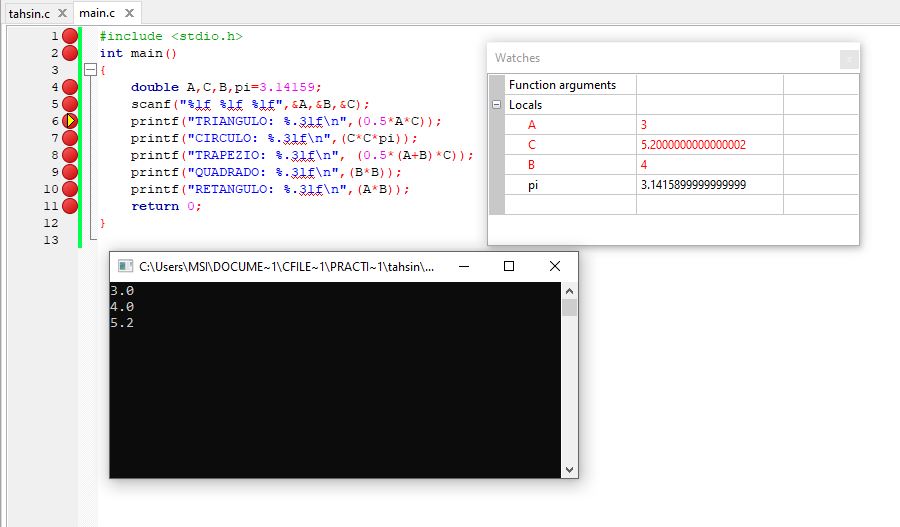 tahsin.c main.c
1 #include <stdio.h>
2 int main()
3 {
4 double A,C,B,pi=3.14159;
5 scanf("%lf %lf %lf",&A,&B,&C);
6 printf("TRIANGULO: %.3lf\n",(0.5*A*C));
7 printf("CIRCULO: %.3lf\n",(C*C*pi));
8 printf("TRAPEZIO: %.3lf\n", (0.5*(A+B)*C));
9 printf("QUADRADO: %.3lf\n",(B*B));
10 printf("RETANGULO: %.3lf\n",(A*B));
11 return 0;
12 }
13
Watches
Function arguments
Locals
A 3
C 5.2000000000000002
B 4
pi 3.1415899999999999
C:\Users\MSI\DOCUME~1\CFILE~1\PRACTI~1\tahsin\...
3.0
4.0
5.2